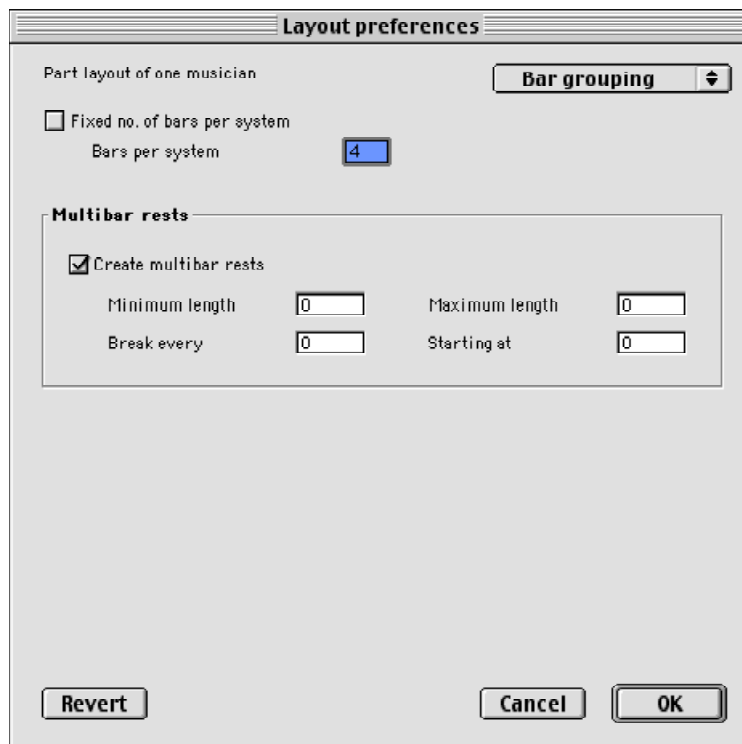 Layout preferences
Part layout of one musician
Bar grouping
Fixed no. of bars per system
Bars per system 4
Multibar rests
Create multibar rests
Minimum length 0 Maximum length 0
Break every 0 Starting at 0
Revert Cancel OK